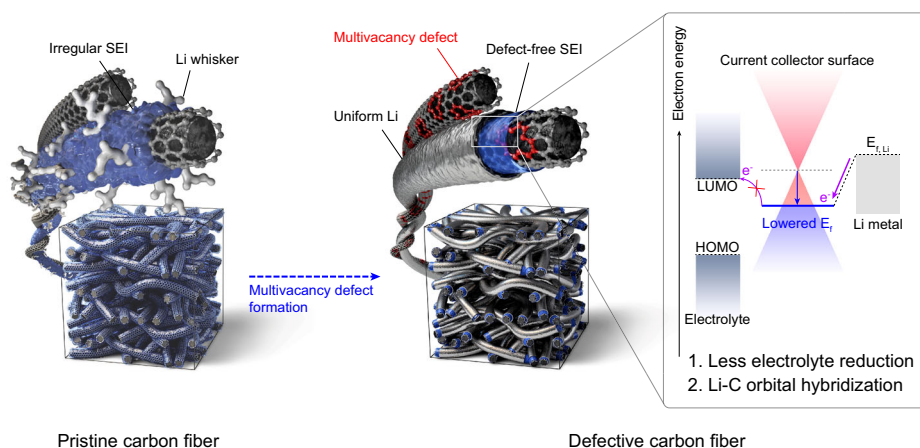 Irregular SEI
Li whisker
Multivacancy defect
Defect-free SEI
Uniform Li
Multivacancy defect
formation
Pristine carbon fiber
Defective carbon fiber
Electron energy
Current collector surface
E_f, Li
e-
LUMO
e-
Lowered E_f
Li metal
HOMO
Electrolyte
1. Less electrolyte reduction
2. Li-C orbital hybridization